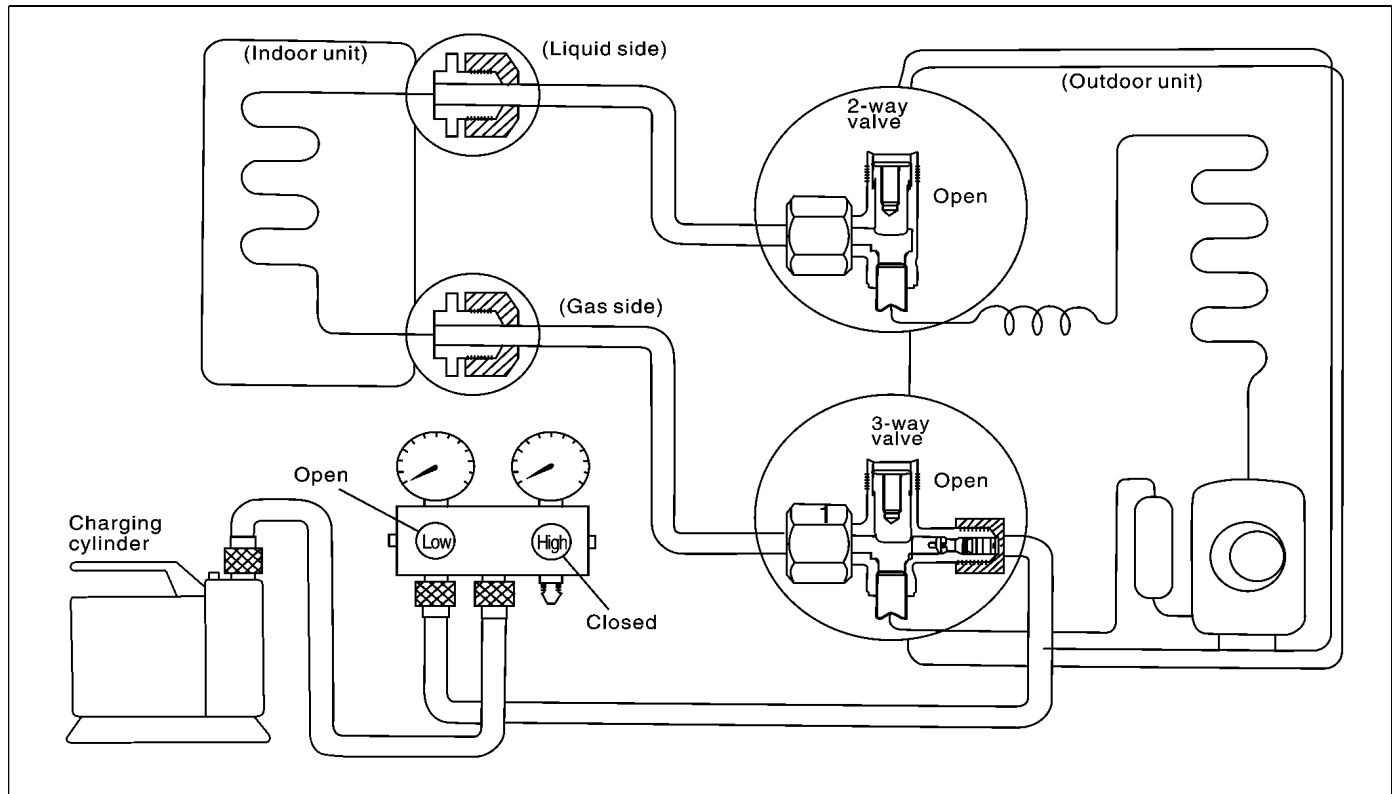 (Indoor unit)
(Liquid side)
2-way
valve
Open
(Outdoor unit)
(Gas side)
3-way
valve
Open
1
Open
Low
High
Closed
Charging
cylinder